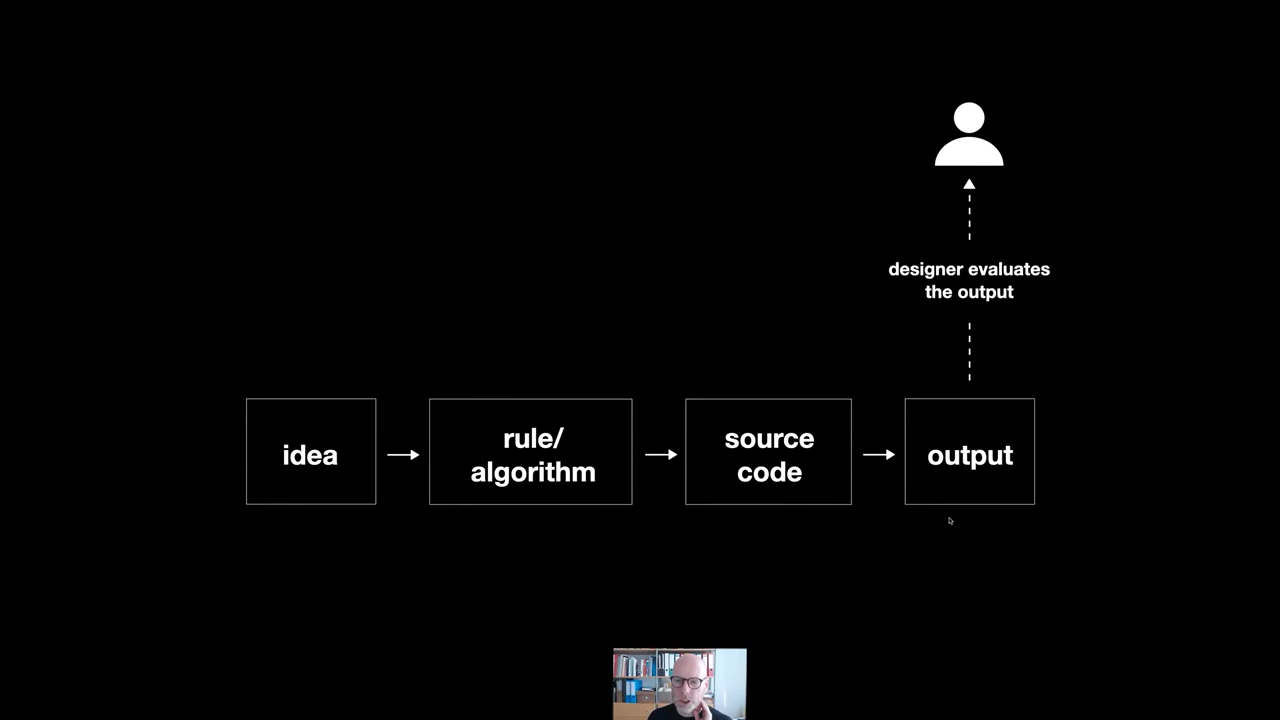 designer evaluates
the output
idea
rule/
algorithm
source
code
output